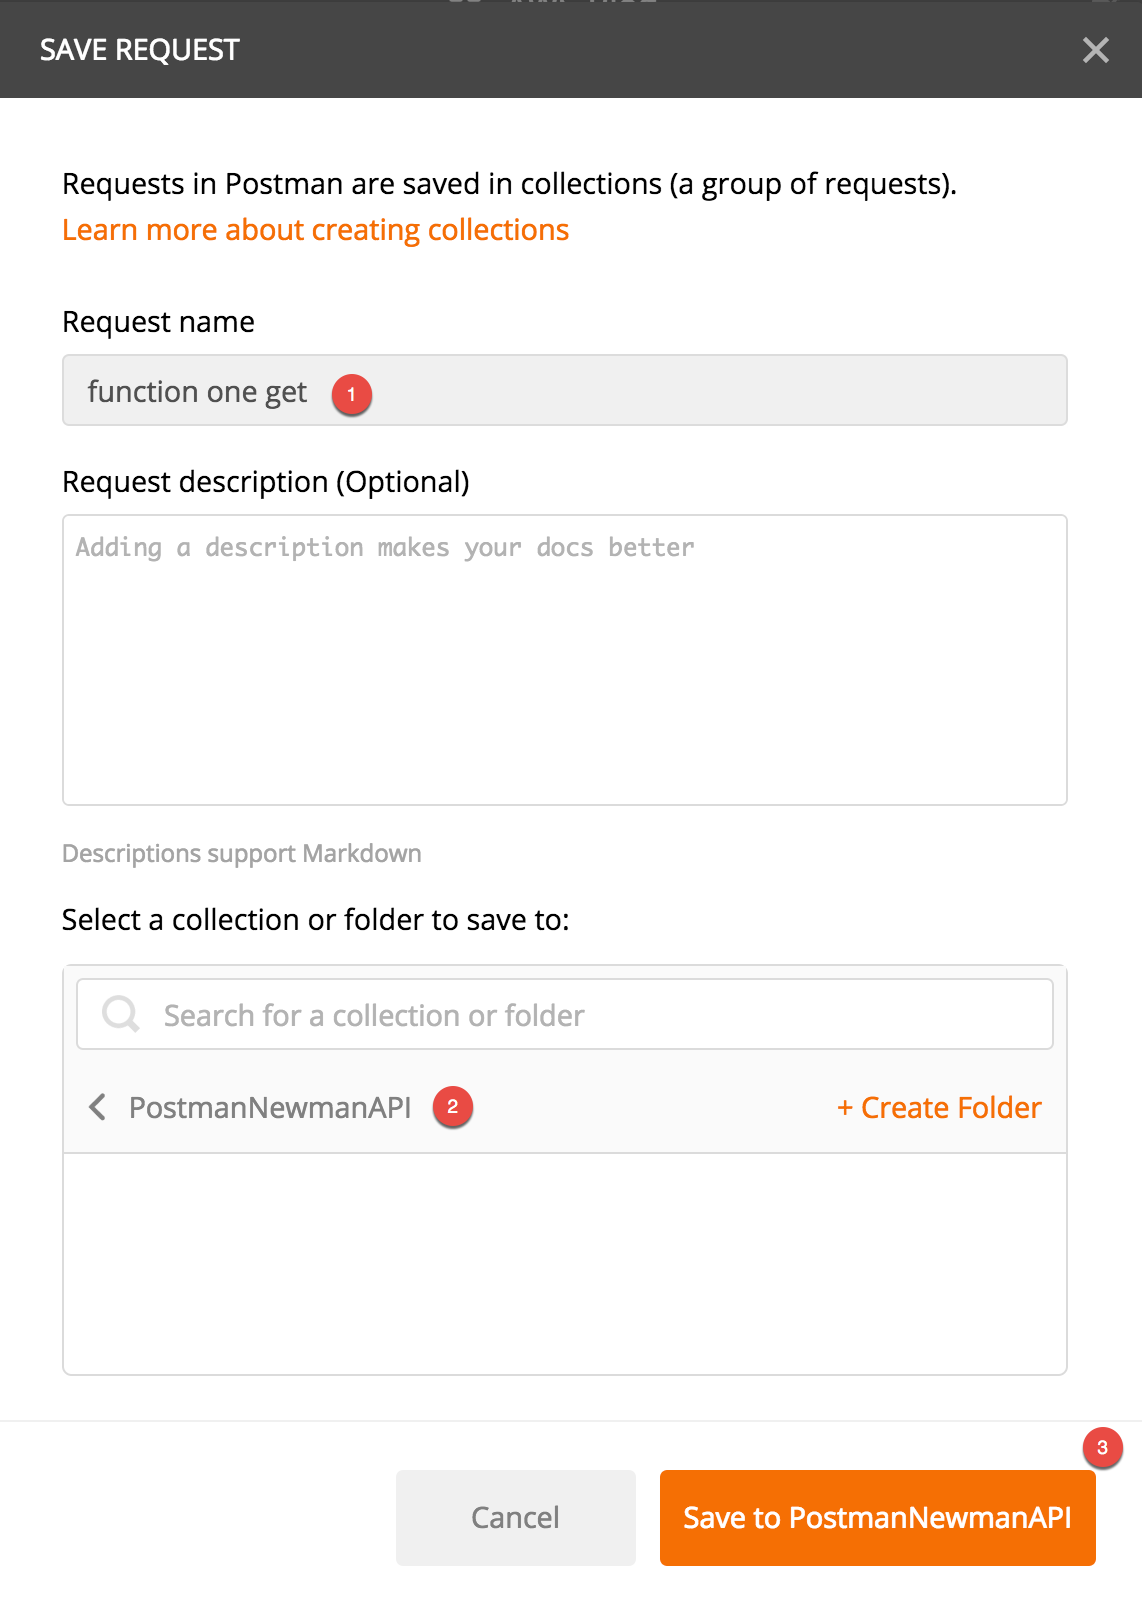 SAVE REQUEST
Requests in Postman are saved in collections (a group of requests).
Learn more about creating collections
Request name
function one get 1
Request description (Optional)
Adding a description makes your docs better
Descriptions support Markdown
Select a collection or folder to save to:
Search for a collection or folder
PostmanNewmanAPI 2 + Create Folder
3
Cancel Save to PostmanNewmanAPI